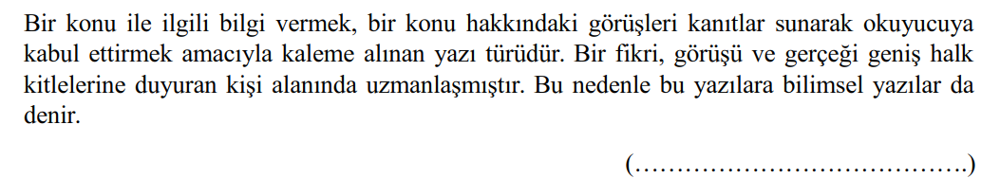 Bir konu ile ilgili bilgi vermek, bir konu hakkındaki görüşleri kanıtlar sunarak okuyucuya
kabul ettirmek amacıyla kaleme alınan yazı türüdür. Bir fikri, görüşü ve gerçeği geniş halk
kitlelerine duyuran kişi alanında uzmanlaşmıştır. Bu nedenle bu yazılara bilimsel yazılar da
denir.
(…………………………………….)